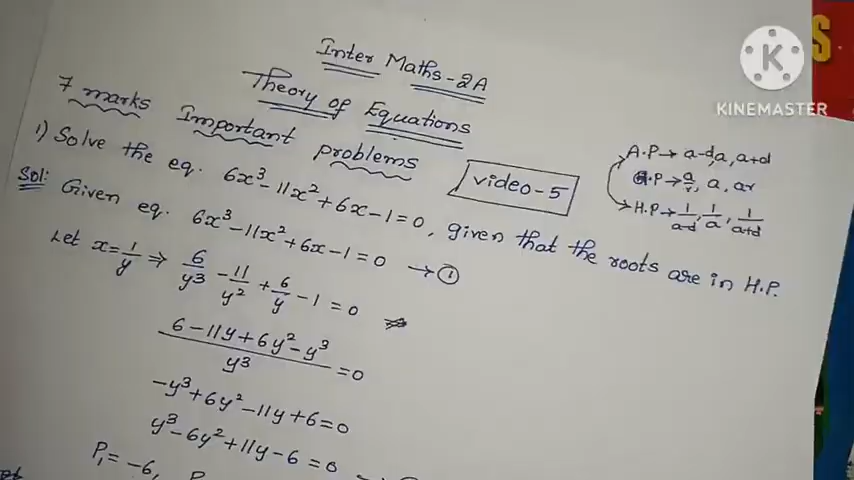 Inter Maths-2A
Theory of Equations
7 marks Important problems
video-5
A.P→ a-d, a, a+d
G.P→ a/r, a, ar
H.P→ 1/a-d, 1/a, 1/a+d
1) Solve the eq. 6x³-11x²+6x-1=0, given that the roots are in H.P.
Sol: Given eq. 6x³-11x²+6x-1=0 →①
Let x=1/y ⇒ 6/y³ -11/y² +6/y -1=0
6-11y+6y²-y³/y³ =0
-y³+6y²-11y+6=0
y³-6y²+11y-6=0
P₁=-6,
KINEMASTER